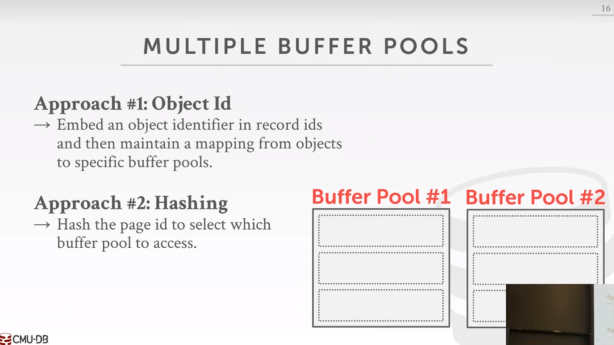 16
MULTIPLE BUFFER POOLS
Approach #1: Object Id
→ Embed an object identifier in record ids
and then maintain a mapping from objects
to specific buffer pools.
Approach #2: Hashing
→ Hash the page id to select which
buffer pool to access.
Buffer Pool #1
Buffer Pool #2
CMU·DB